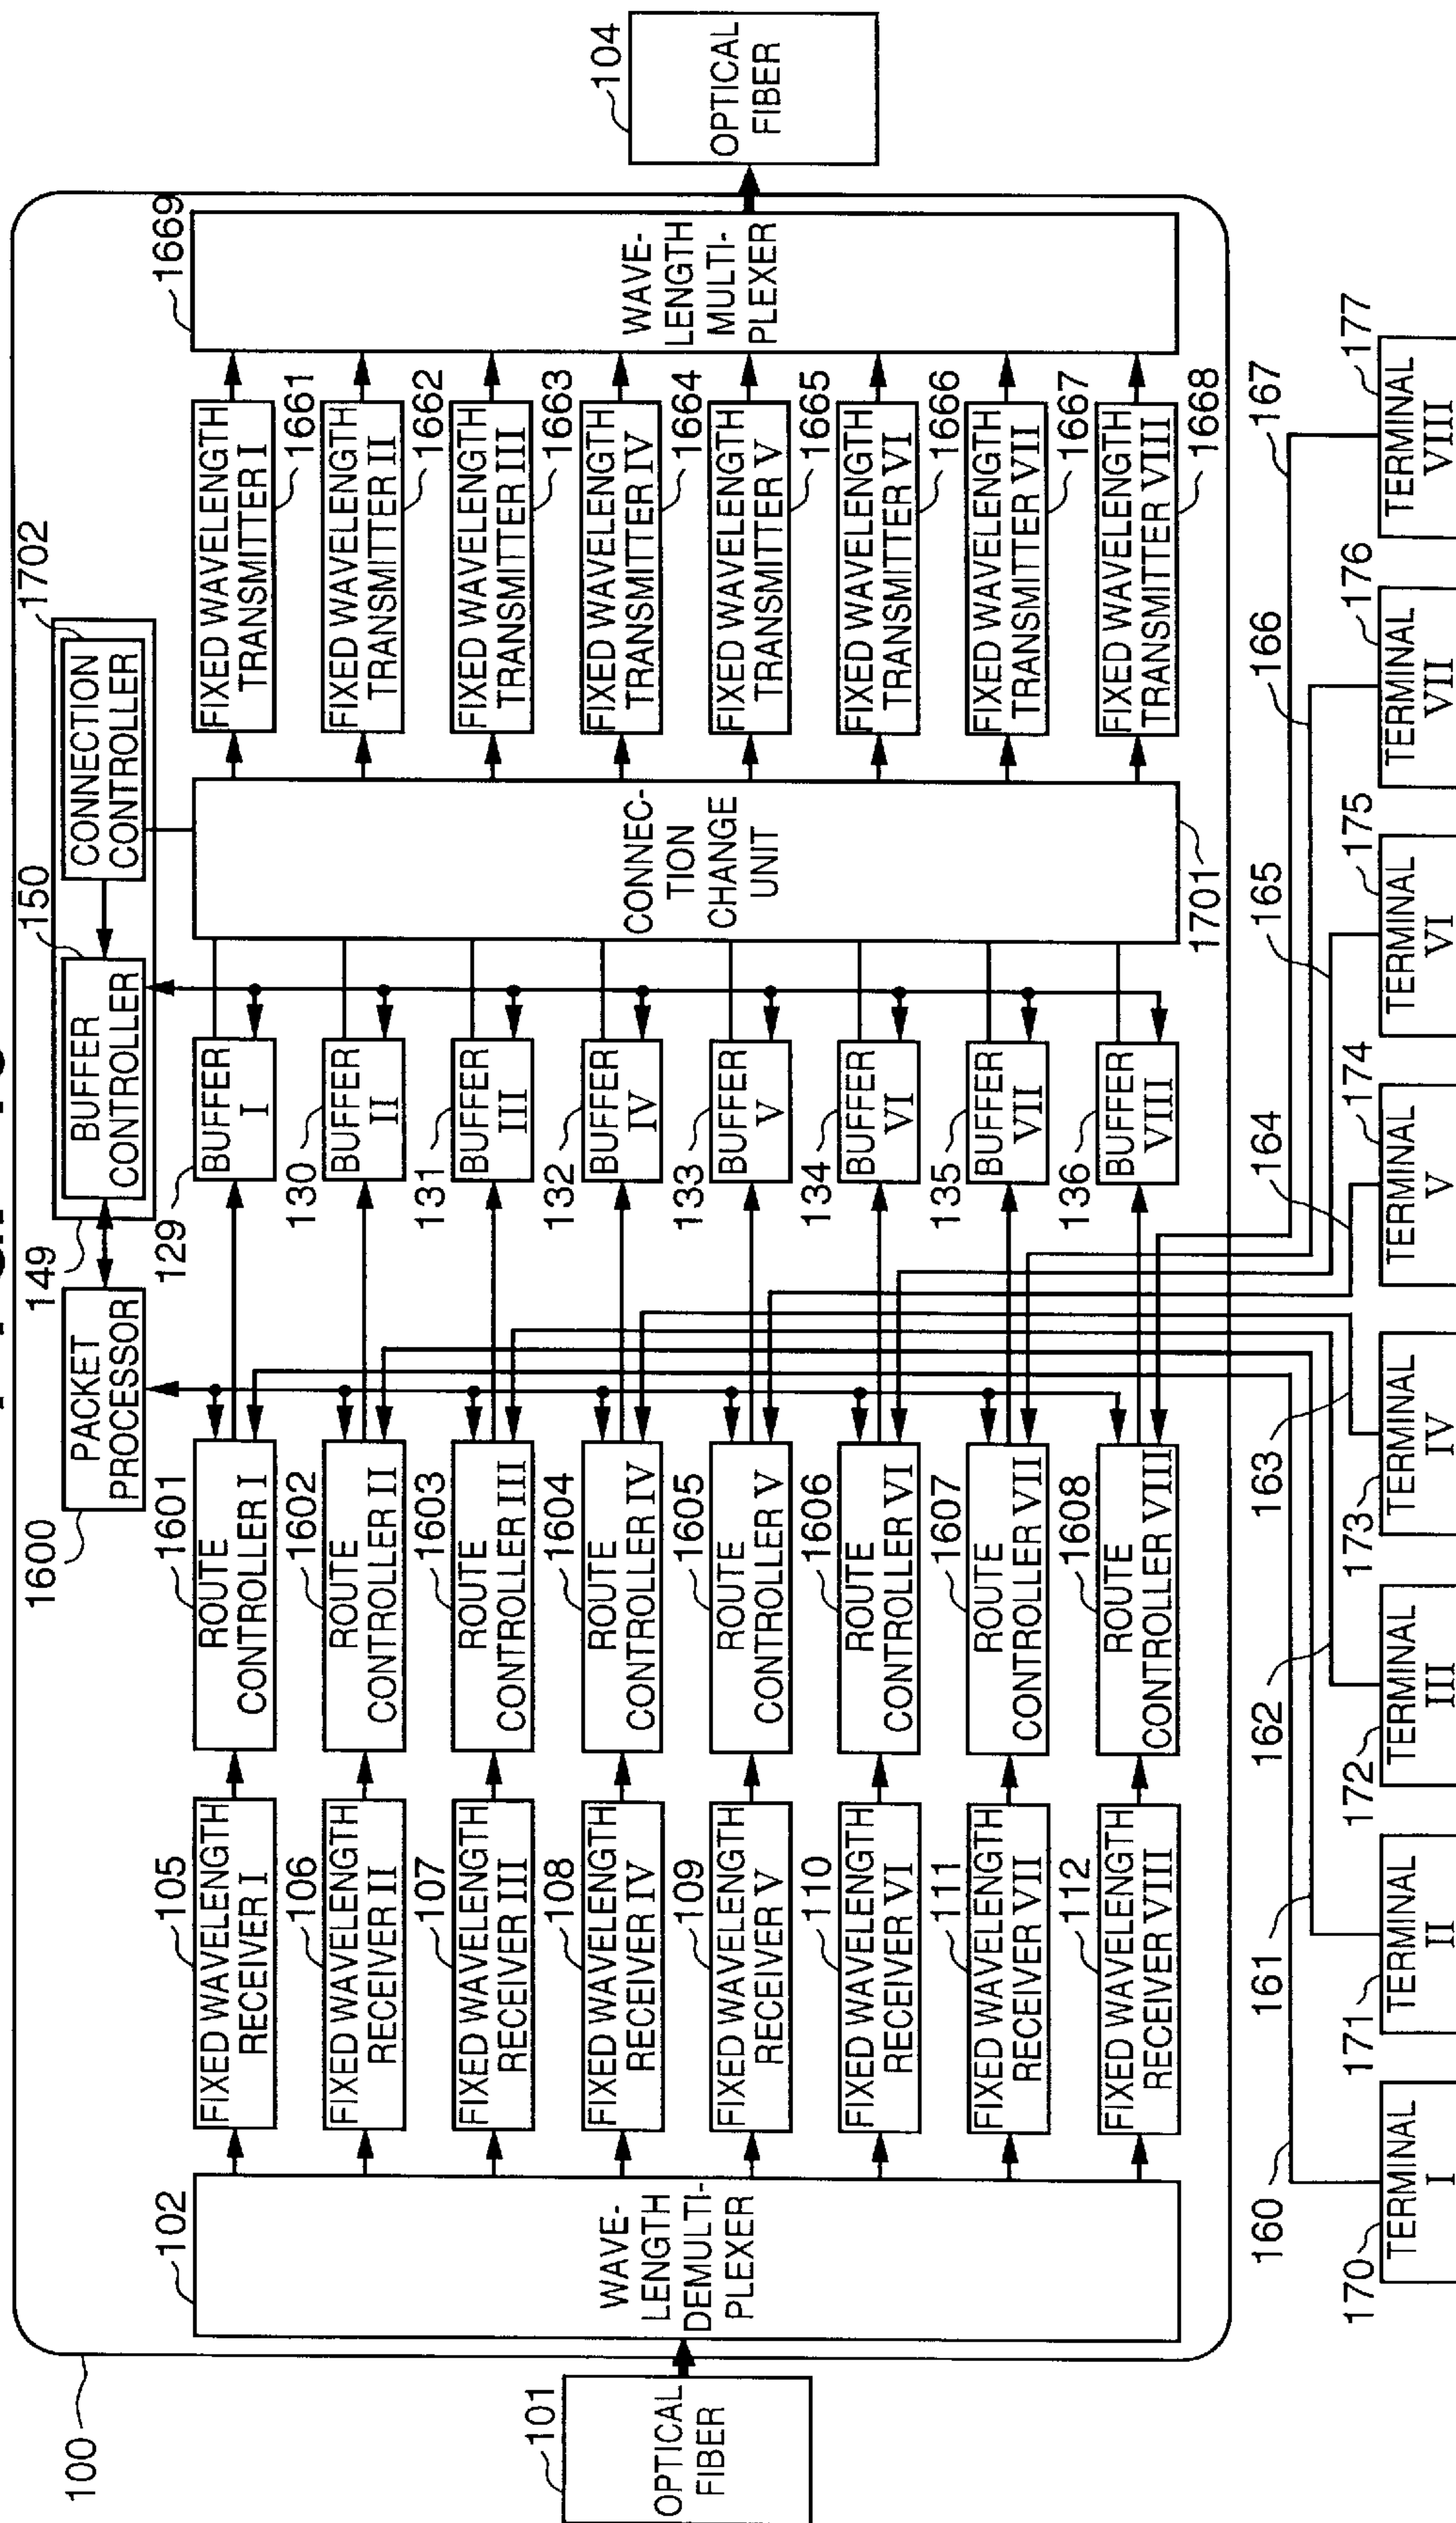 100
101
OPTICAL
FIBER
102
WAVE-
LENGTH
DEMULTI-
PLEXER
105
FIXED WAVELENGTH
RECEIVER I
106
FIXED WAVELENGTH
RECEIVER II
107
FIXED WAVELENGTH
RECEIVER III
108
FIXED WAVELENGTH
RECEIVER IV
109
FIXED WAVELENGTH
RECEIVER V
110
FIXED WAVELENGTH
RECEIVER VI
111
FIXED WAVELENGTH
RECEIVER VII
112
FIXED WAVELENGTH
RECEIVER VIII
1600
PACKET
PROCESSOR
1601
ROUTE
CONTROLLER I
1602
ROUTE
CONTROLLER II
1603
ROUTE
CONTROLLER III
1604
ROUTE
CONTROLLER IV
1605
ROUTE
CONTROLLER V
1606
ROUTE
CONTROLLER VI
1607
ROUTE
CONTROLLER VII
1608
ROUTE
CONTROLLER VIII
149
150
BUFFER
CONTROLLER
1702
CONNECTION
CONTROLLER
129
BUFFER
I
130
BUFFER
II
131
BUFFER
III
132
BUFFER
IV
133
BUFFER
V
134
BUFFER
VI
135
BUFFER
VII
136
BUFFER
VIII
CONNEC-
TION
CHANGE
UNIT
1701
FIXED WAVELENGTH
TRANSMITTER I
1661
FIXED WAVELENGTH
TRANSMITTER II
1662
FIXED WAVELENGTH
TRANSMITTER III
1663
FIXED WAVELENGTH
TRANSMITTER IV
1664
FIXED WAVELENGTH
TRANSMITTER V
1665
FIXED WAVELENGTH
TRANSMITTER VI
1666
FIXED WAVELENGTH
TRANSMITTER VII
1667
FIXED WAVELENGTH
TRANSMITTER VIII
1668
1669
WAVE-
LENGTH
MULTI-
PLEXER
104
OPTICAL
FIBER
160
161
162
163
164
165
166
167
170
TERMINAL
I
171
TERMINAL
II
172
TERMINAL
III
173
TERMINAL
IV
174
TERMINAL
V
175
TERMINAL
VI
176
TERMINAL
VII
177
TERMINAL
VIII